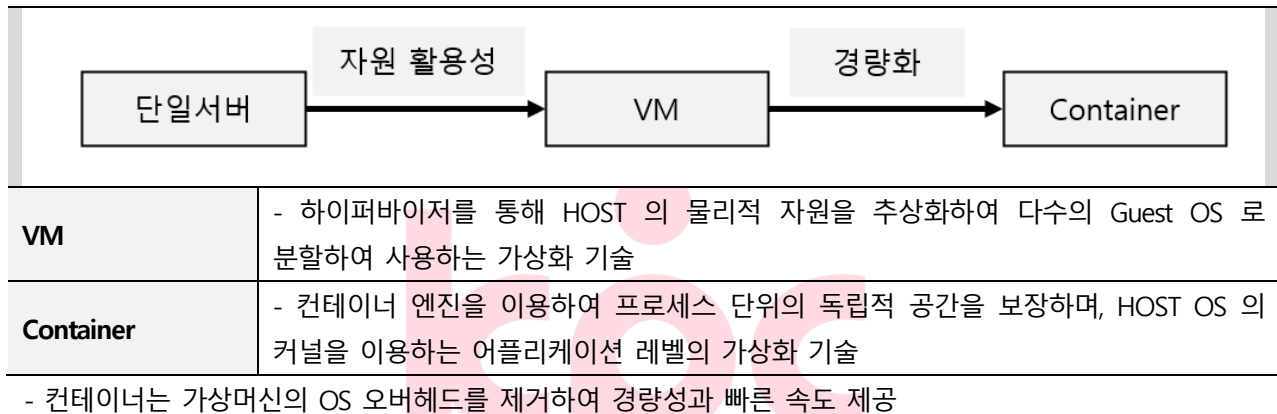 자원 활용성
경량화
단일서버
VM
Container
VM
- 하이퍼바이저를 통해 HOST 의 물리적 자원을 추상화하여 다수의 Guest OS 로
분할하여 사용하는 가상화 기술
Container
- 컨테이너 엔진을 이용하여 프로세스 단위의 독립적 공간을 보장하며, HOST OS 의
커널을 이용하는 어플리케이션 레벨의 가상화 기술
- 컨테이너는 가상머신의 OS 오버헤드를 제거하여 경량성과 빠른 속도 제공